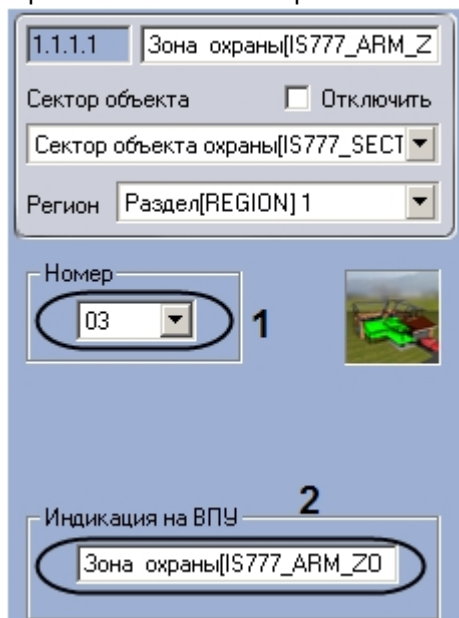 1.1.1.1 Зона охраны[IS777_ARM_Z
Сектор объекта Отключить
Сектор объекта охраны[IS777_SECT
Регион Раздел[REGION] 1
Номер
03 1
2
Индикация на ВПУ
Зона охраны[IS777_ARM_ZO